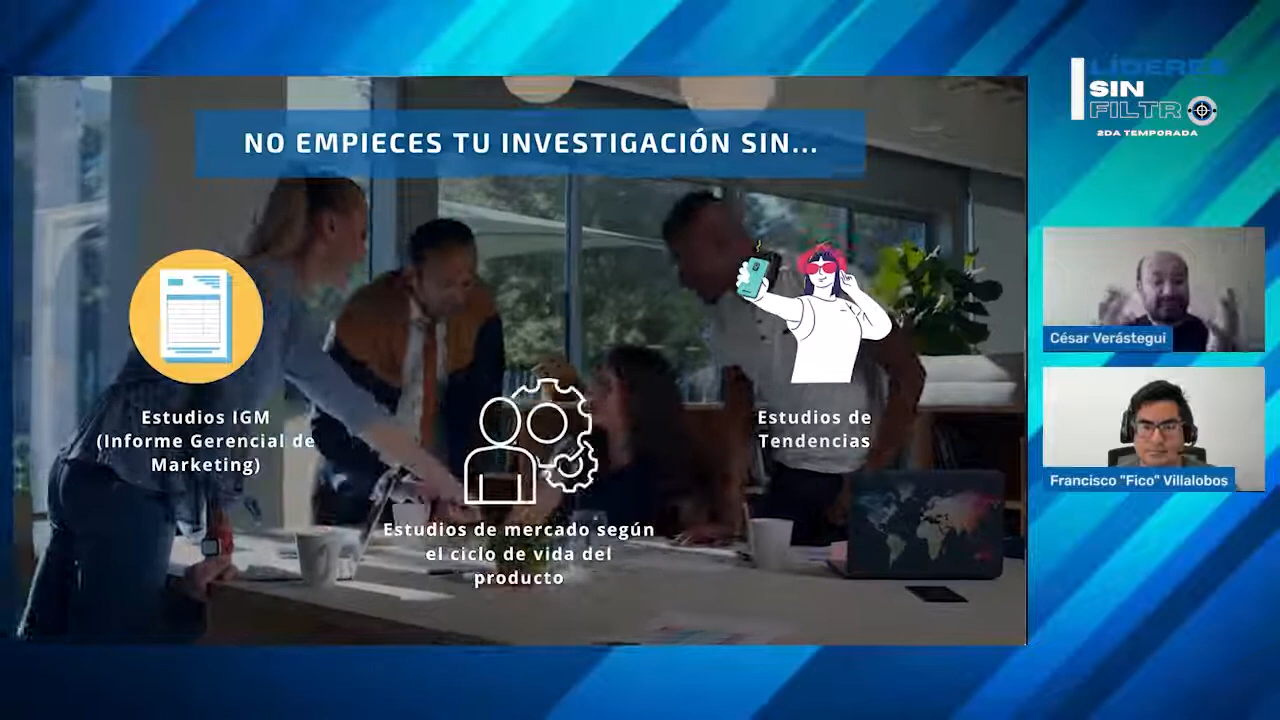 NO EMPIECES TU INVESTIGACIÓN SIN...
Estudios IGM
(Informe Gerencial de
Marketing)
Estudios de mercado según
el ciclo de vida del
producto
Estudios de
Tendencias
LÍDERES
SIN
FILTR
2DA TEMPORADA
César Verástegui
Francisco "Fico" Villalobos